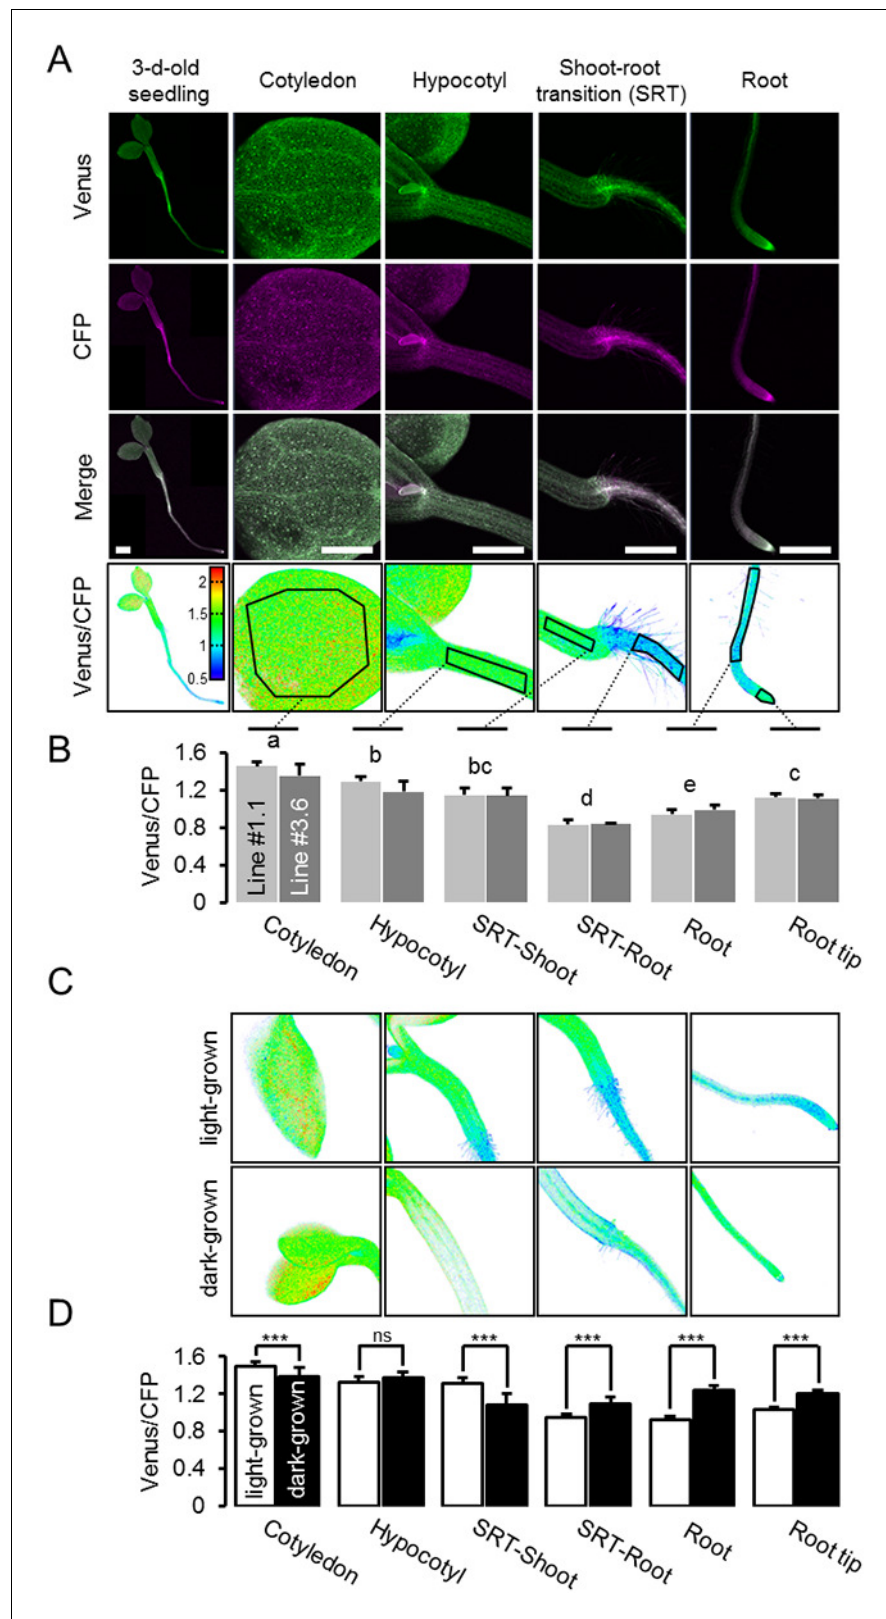 A
3-d-old seedling
Cotyledon
Hypocotyl
Shoot-root transition (SRT)
Root
Venus
CFP
Merge
Venus/CFP
2
1.5
1
0.5
B
Venus/CFP
1.6
1.2
0.8
0.4
0
a
b
bc
d
e
c
Line #1.1
Line #3.6
Cotyledon
Hypocotyl
SRT-Shoot
SRT-Root
Root
Root tip
C
light-grown
dark-grown
D
Venus/CFP
1.6
1.2
0.8
0.4
0
***
ns
***
***
***
***
light-grown
dark-grown
Cotyledon
Hypocotyl
SRT-Shoot
SRT-Root
Root
Root tip